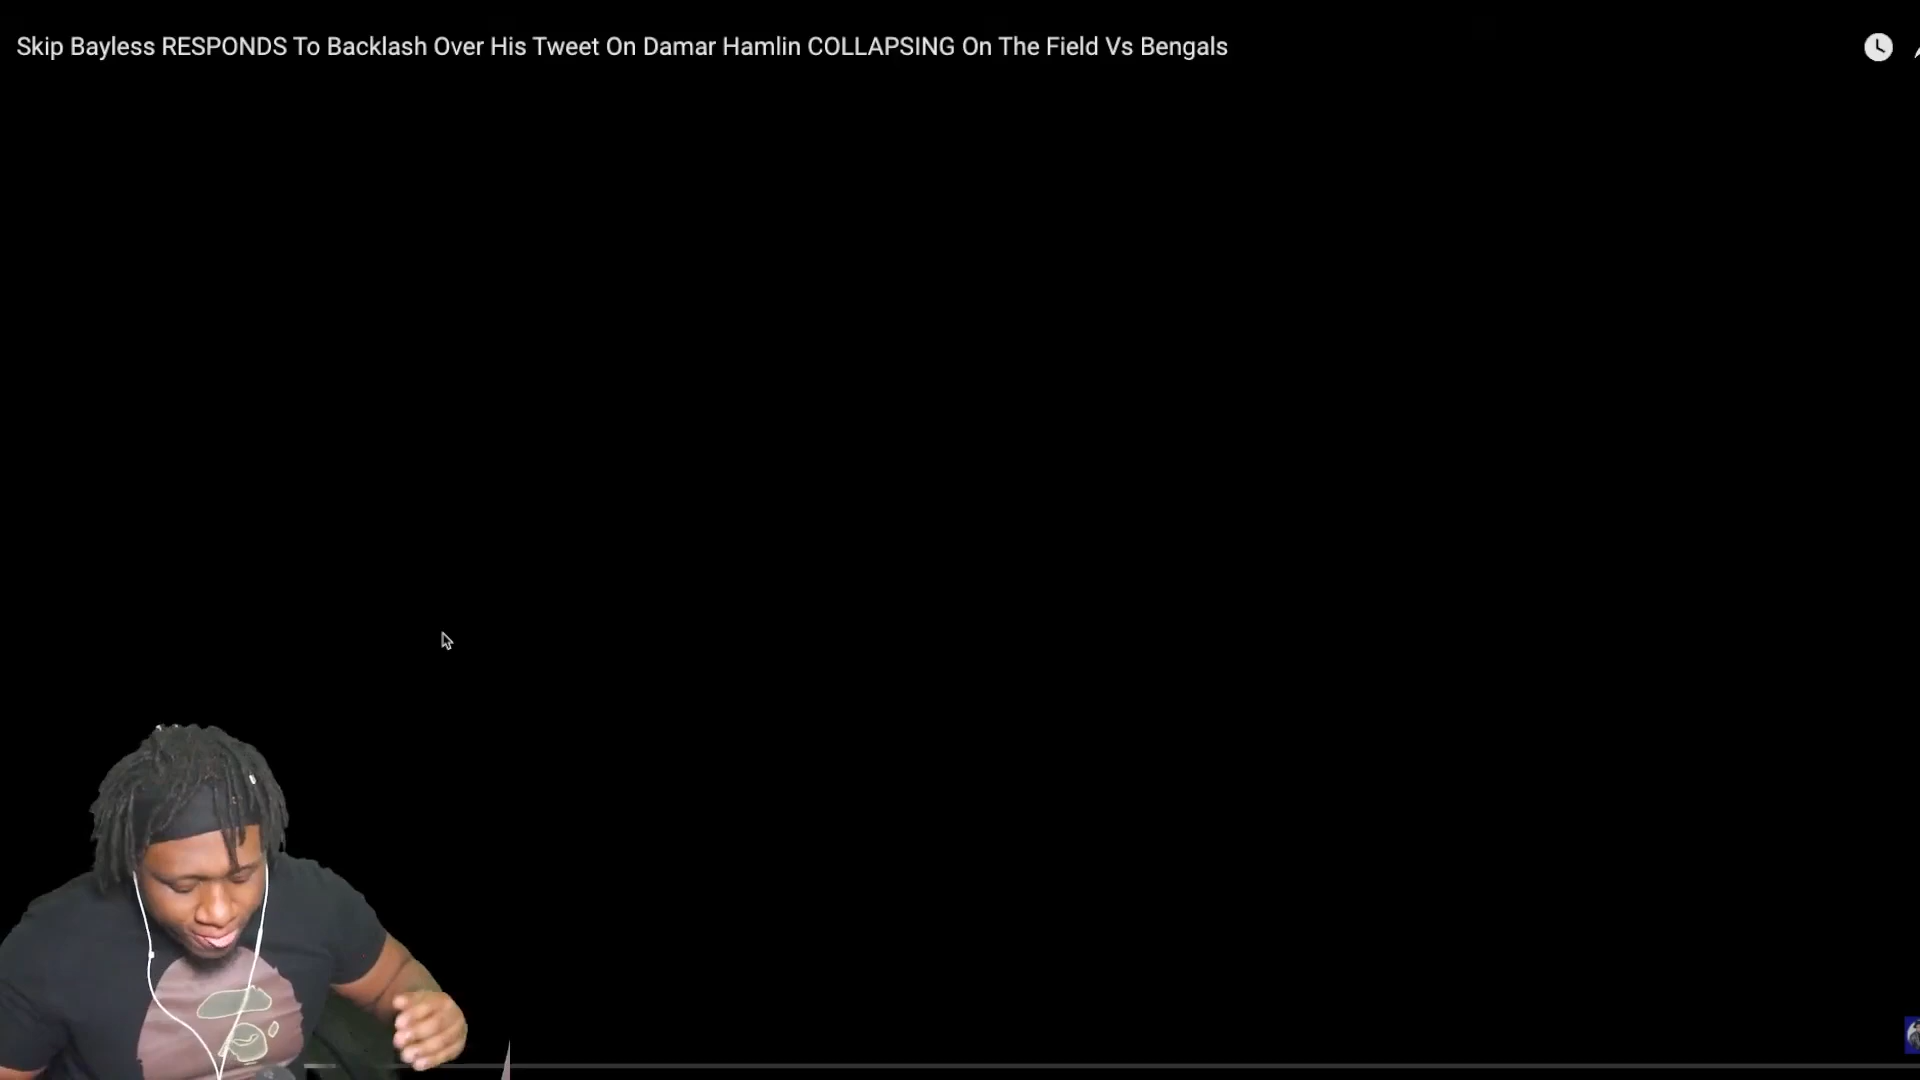 Skip Bayless RESPONDS To Backlash Over His Tweet On Damar Hamlin COLLAPSING On The Field Vs Bengals